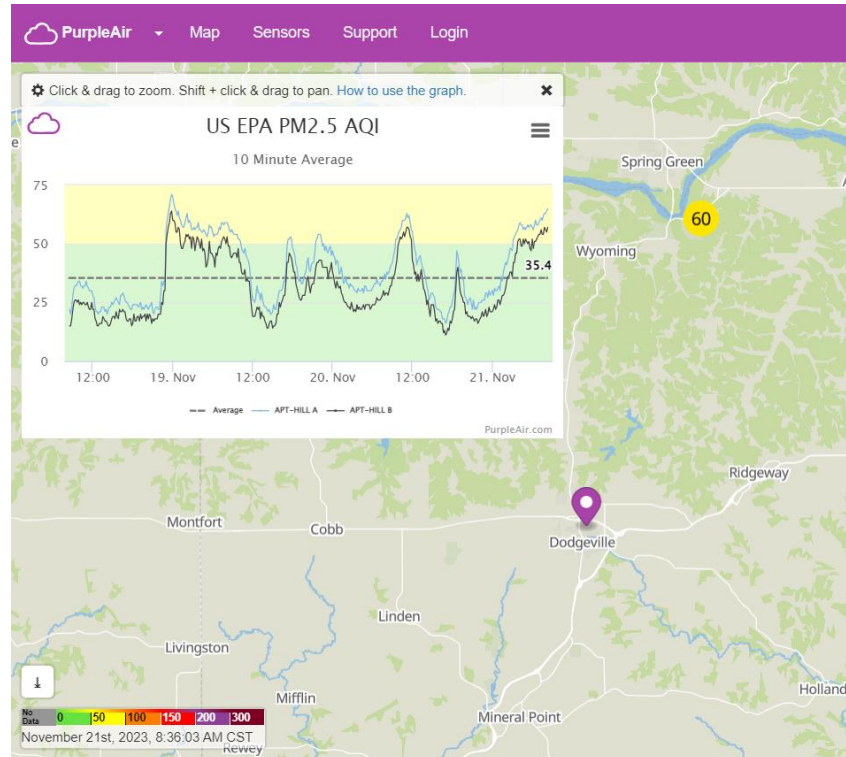 PurpleAir Map Sensors Support Login
Click & drag to zoom. Shift + click & drag to pan. How to use the graph.
US EPA PM2.5 AQI
10 Minute Average
75
50
25
0
35.4
12:00 19. Nov 12:00 20. Nov 12:00 21. Nov
Average APT-HILL A APT-HILL B
PurpleAir.com
Spring Green
60
Wyoming
Ridgeway
Montfort
Cobb
Dodgeville
Linden
Livingston
Mifflin
Holland
Mineral Point
No Data 0 50 100 150 200 300
November 21st, 2023, 8:36:03 AM CST
Rewey